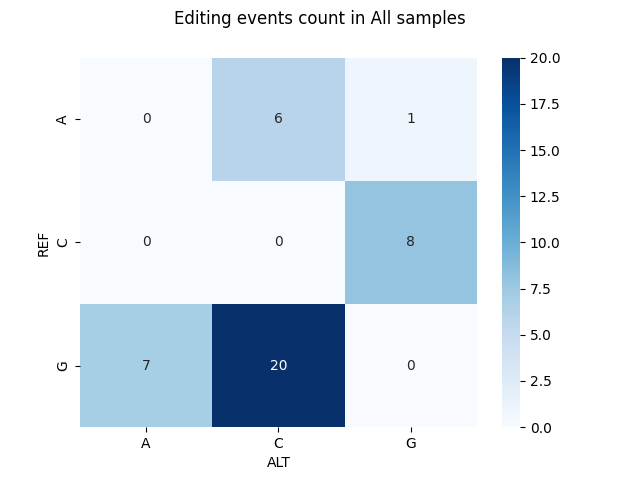 Editing events count in All samples
20.0
17.5
15.0
12.5
10.0
7.5
5.0
2.5
0.0
REF
A
0 6 1
C
0 0 8
G
7 20 0
A C G
ALT